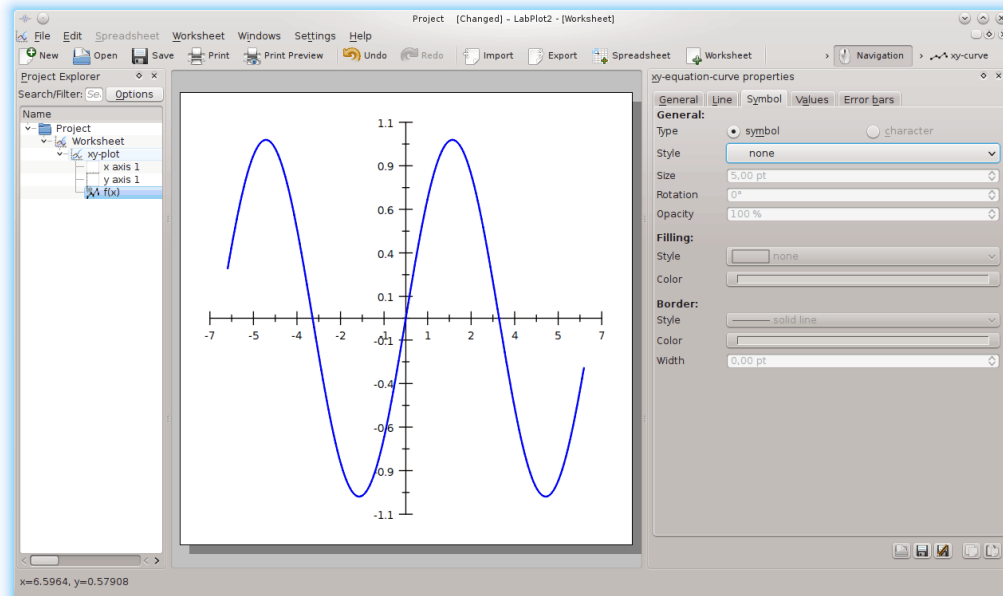 Project [Changed] – LabPlot2 - [Worksheet]
File Edit Spreadsheet Worksheet Windows Settings Help
New Open Save Print Print Preview Undo Redo Import Export Spreadsheet Worksheet Navigation xy-curve
Project Explorer
Search/Filter: Se. Options
Name
Project
Worksheet
xy-plot
x axis 1
y axis 1
f(x)
1.1
0.9
0.6
0.4
0.1
-7 -5 -4 -2 -1 1 2 4 5 7
-0.1
-0.4
-0.6
-0.9
-1.1
xy-equation-curve properties
General Line Symbol Values Error bars
General:
Type symbol character
Style none
Size 5,00 pt
Rotation 0°
Opacity 100 %
Filling:
Style none
Color
Border:
Style solid line
Color
Width 0,00 pt
x=6.5964, y=0.57908